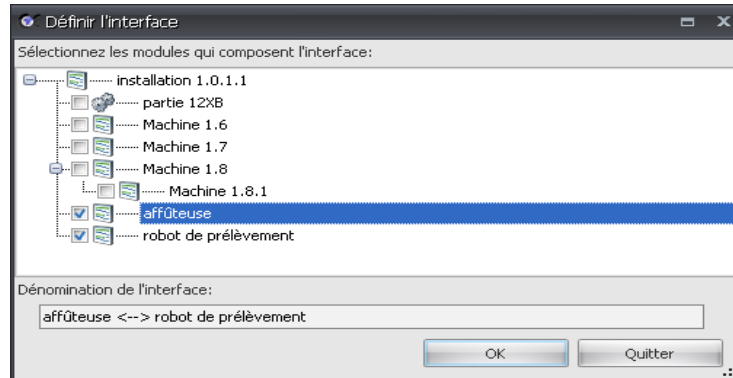 Définir l'interface
Sélectionnez les modules qui composent l'interface:
installation 1.0.1.1
partie 12XB
Machine 1.6
Machine 1.7
Machine 1.8
Machine 1.8.1
affûteuse
robot de prélèvement
Dénomination de l'interface:
affûteuse <--> robot de prélèvement
OK Quitter